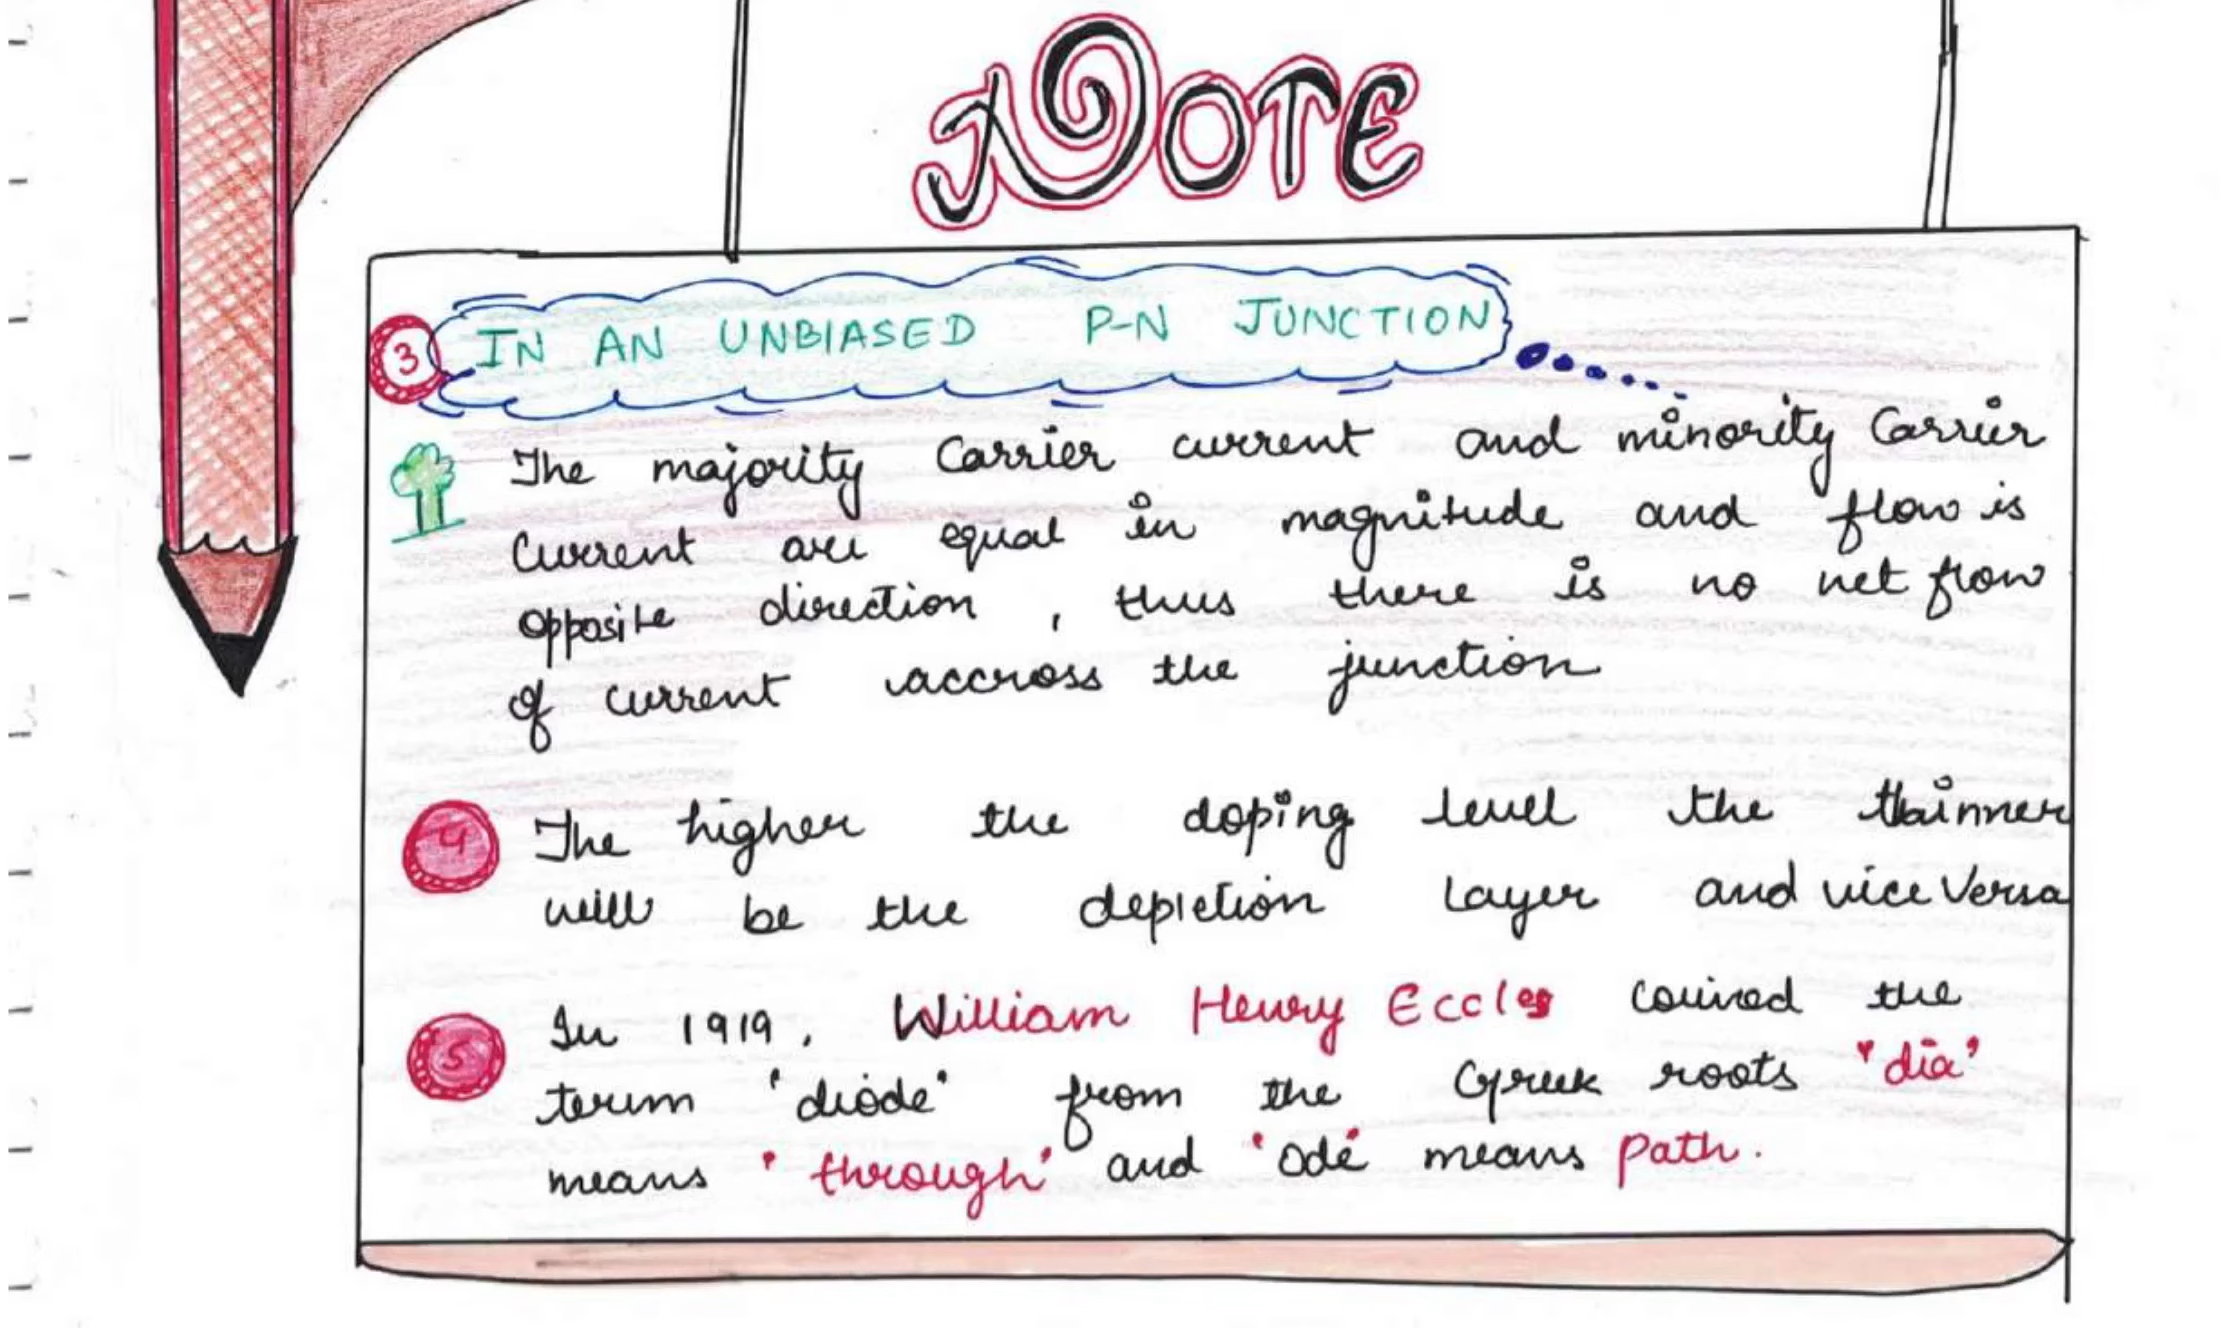 NOTE
3 IN AN UNBIASED P-N JUNCTION
The majority Carrier current and minority Carrier
Current are equal in magnitude and flow is
opposite direction , thus there is no net flow
of current accross the junction
4 The higher the doping level the thinner
will be the depletion layer and vice versa
5 In 1919, William Henry Eccles coined the
term 'diode' from the Greek roots 'dia'
means 'through' and 'ode' means path.